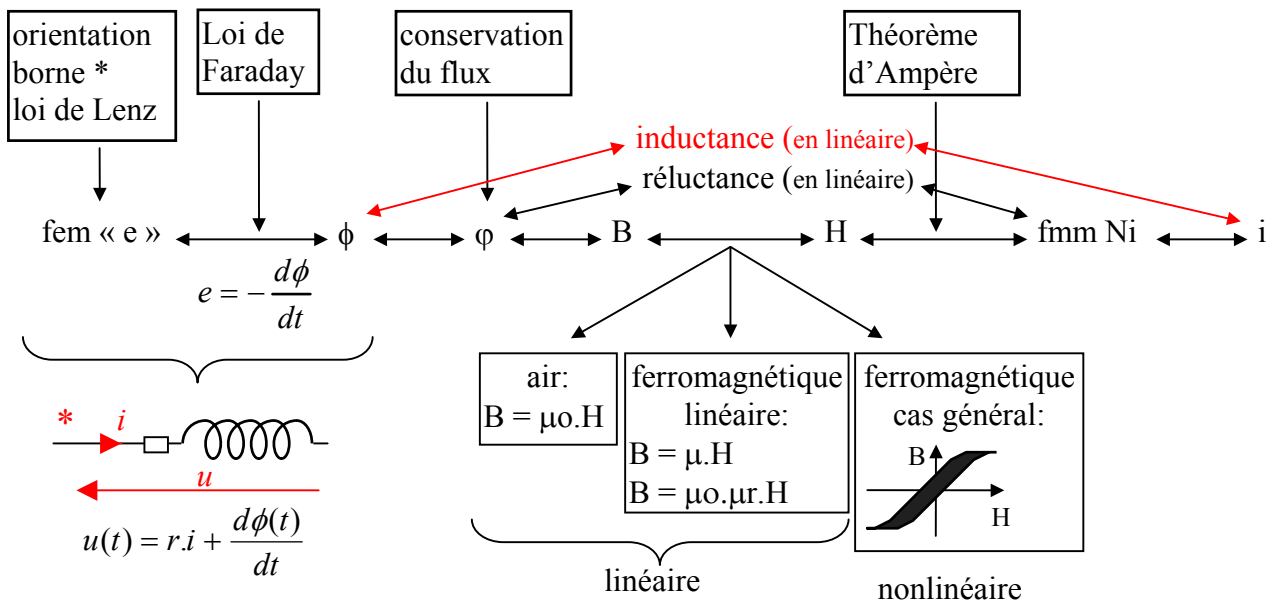 orientation
borne *
loi de Lenz
Loi de
Faraday
conservation
du flux
Théorème
d'Ampère
inductance (en linéaire)
réluctance (en linéaire)
fem « e » ϕ φ B H fmm Ni i
e = − dϕ/dt
* i
u
u(t) = r.i + dϕ(t)/dt
air:
B = μo.H
ferromagnétique
linéaire:
B = μ.H
B = μo.μr.H
ferromagnétique
cas général:
B
H
linéaire
nonlinéaire